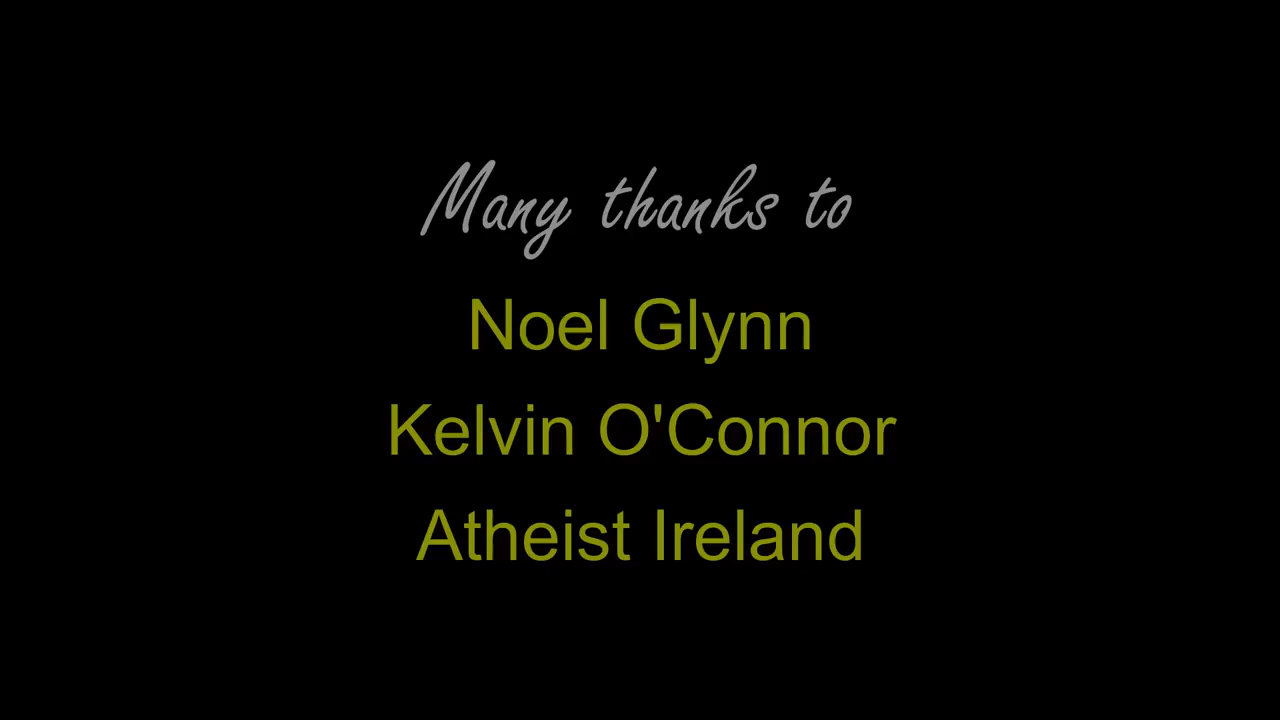 Many thanks to
Noel Glynn
Kelvin O'Connor
Atheist Ireland